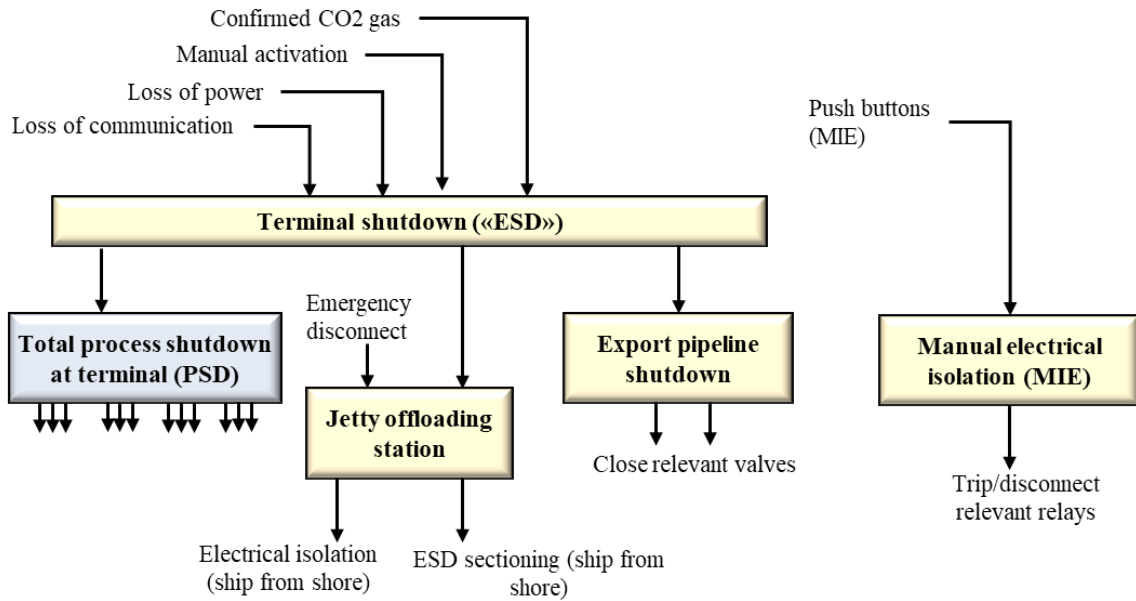 Confirmed CO2 gas
Manual activation
Loss of power
Loss of communication
Push buttons
(MIE)
Terminal shutdown («ESD»)
Emergency
disconnect
Total process shutdown
at terminal (PSD)
Export pipeline
shutdown
Manual electrical
isolation (MIE)
Jetty offloading
station
Close relevant valves
Trip/disconnect
relevant relays
Electrical isolation
(ship from shore)
ESD sectioning (ship from
shore)